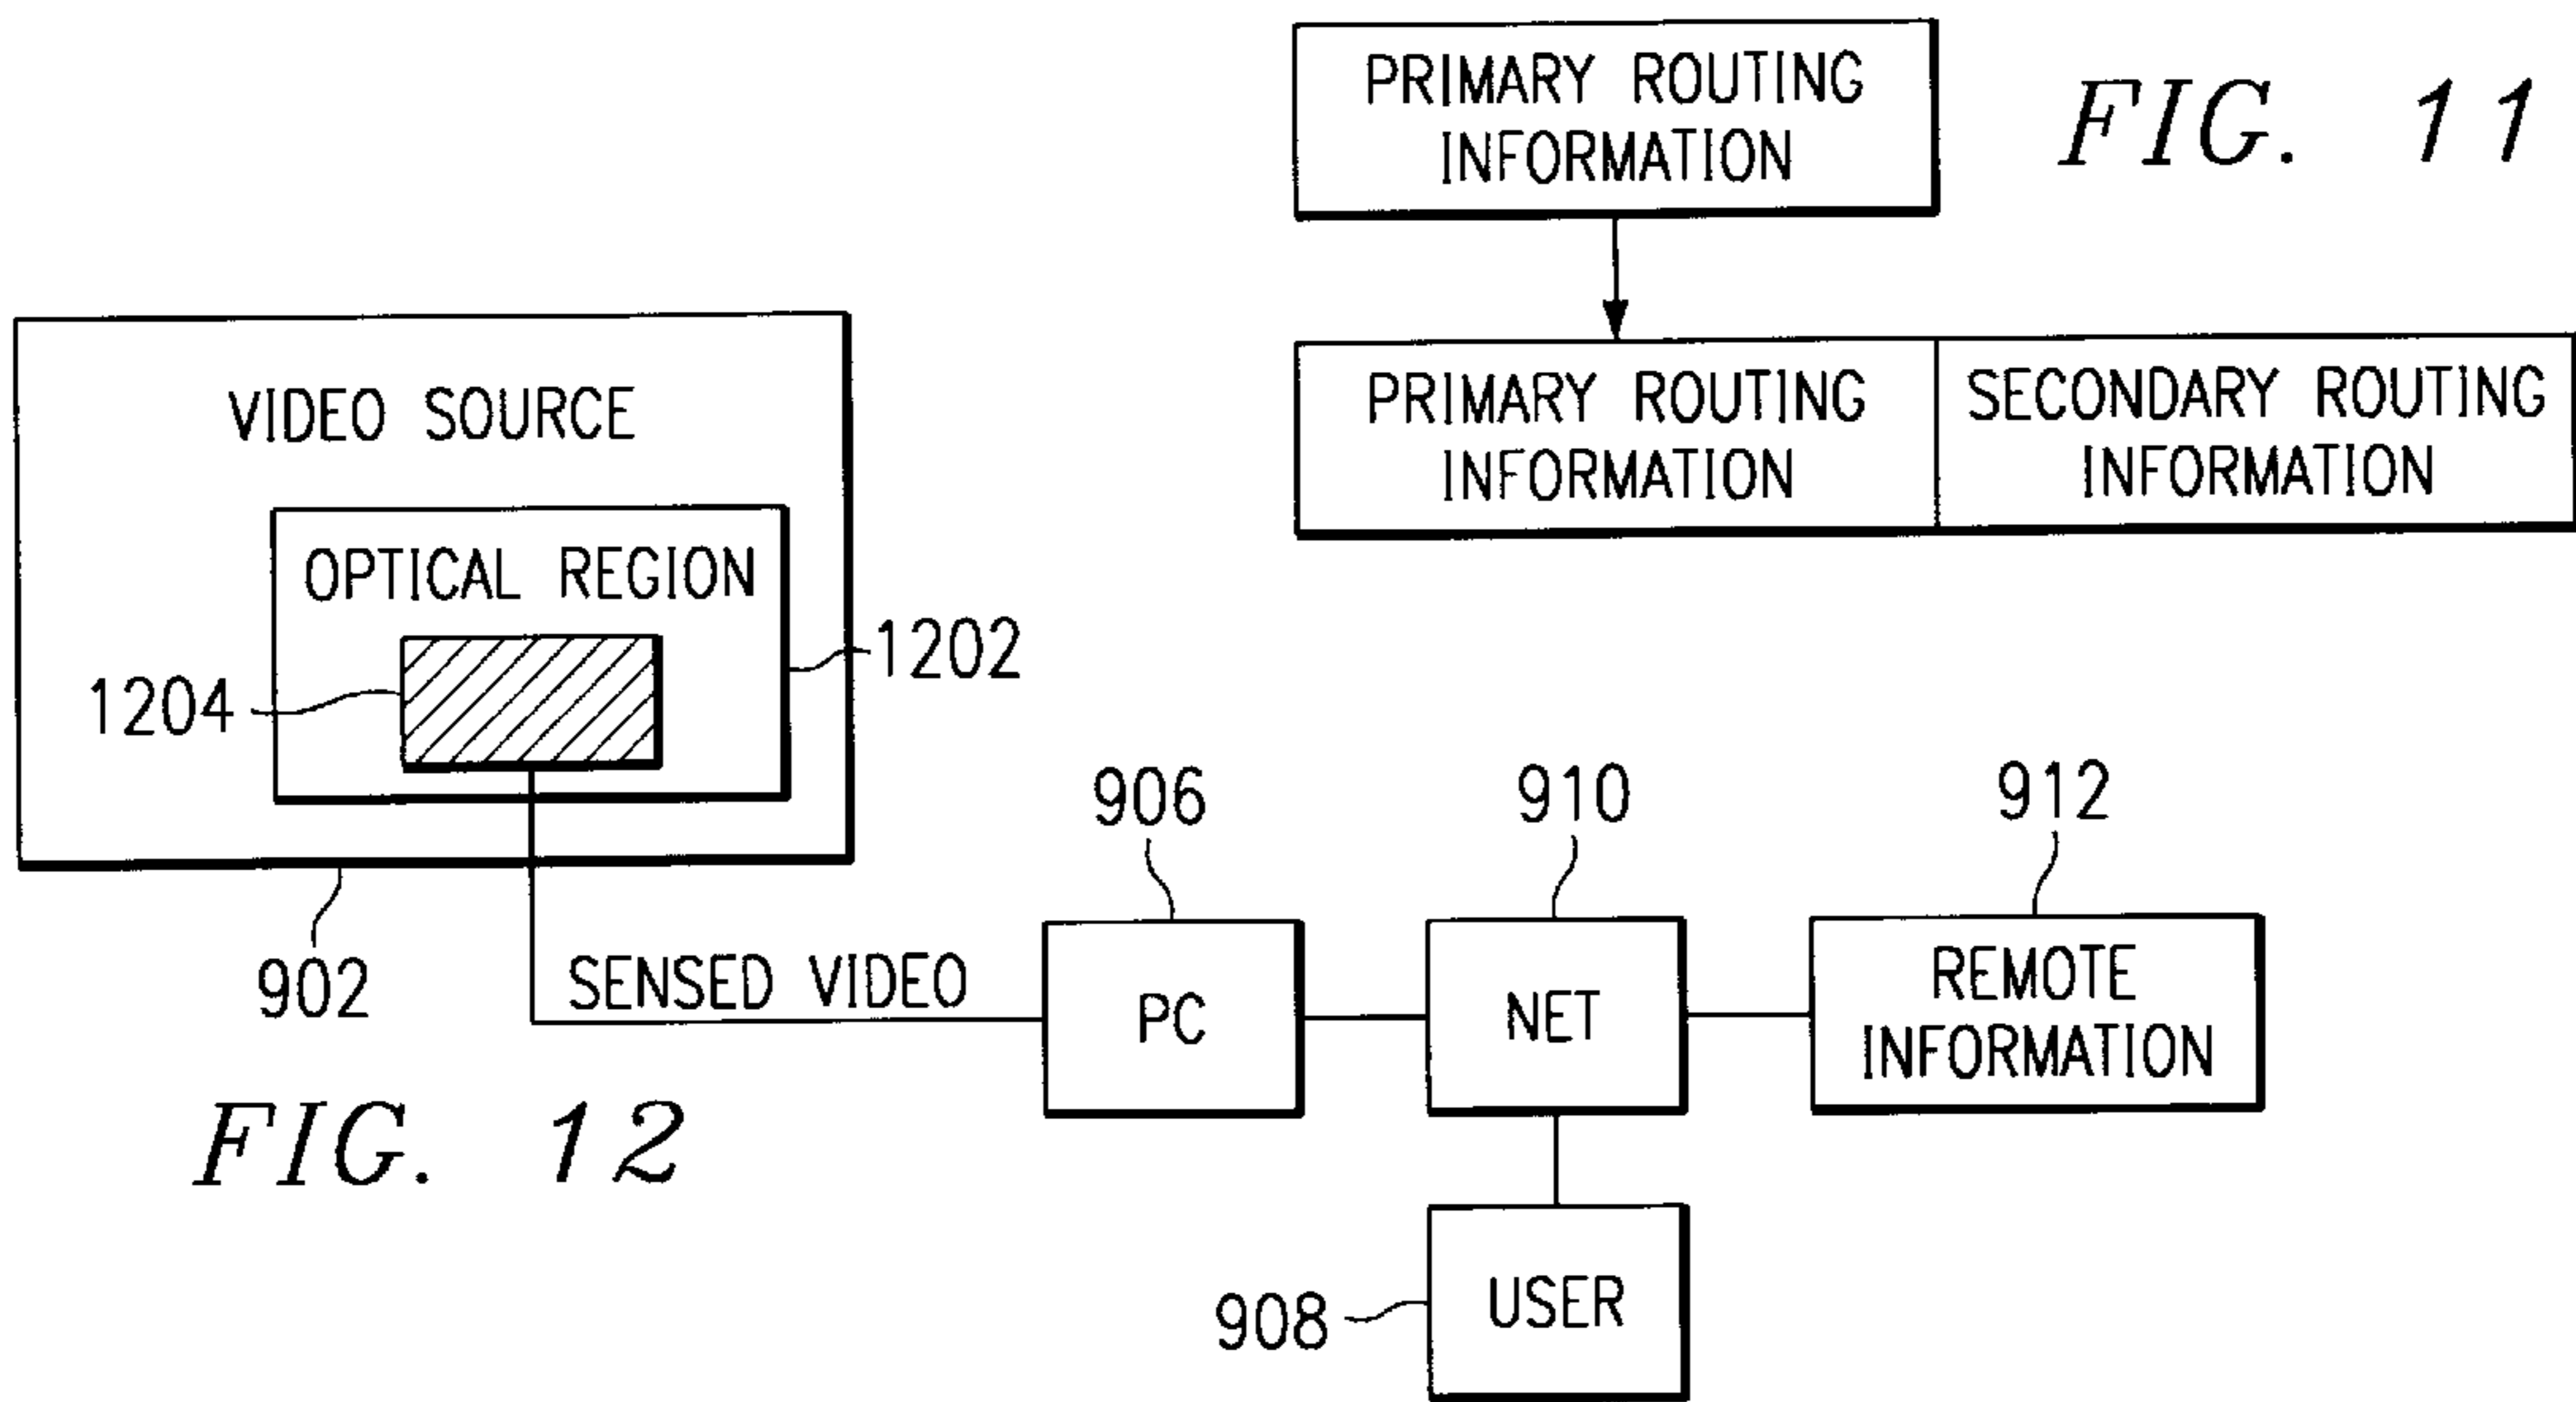 PRIMARY ROUTING
INFORMATION
FIG. 11
PRIMARY ROUTING
INFORMATION
SECONDARY ROUTING
INFORMATION
VIDEO SOURCE
OPTICAL REGION
1202
1204
902
SENSED VIDEO
906
PC
910
NET
912
REMOTE
INFORMATION
908
USER
FIG. 12